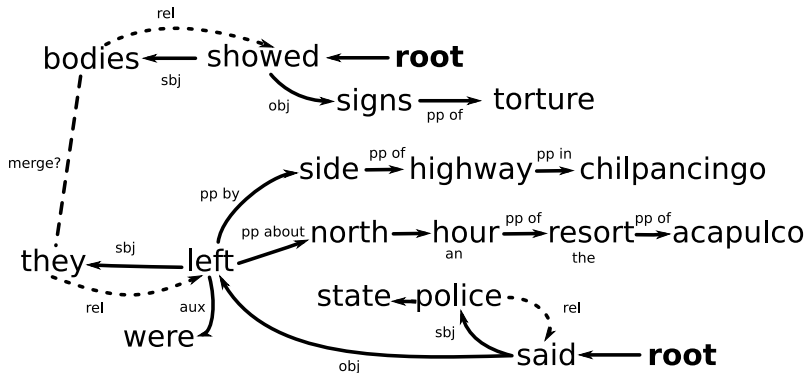 rel
bodies showed root
sbj
obj signs torture
pp of
merge?
side pp of highway pp in chilpancingo
pp by
they sbj left pp about north hour pp of resort pp of acapulco
an the
rel aux state police rel
were sbj
obj said root